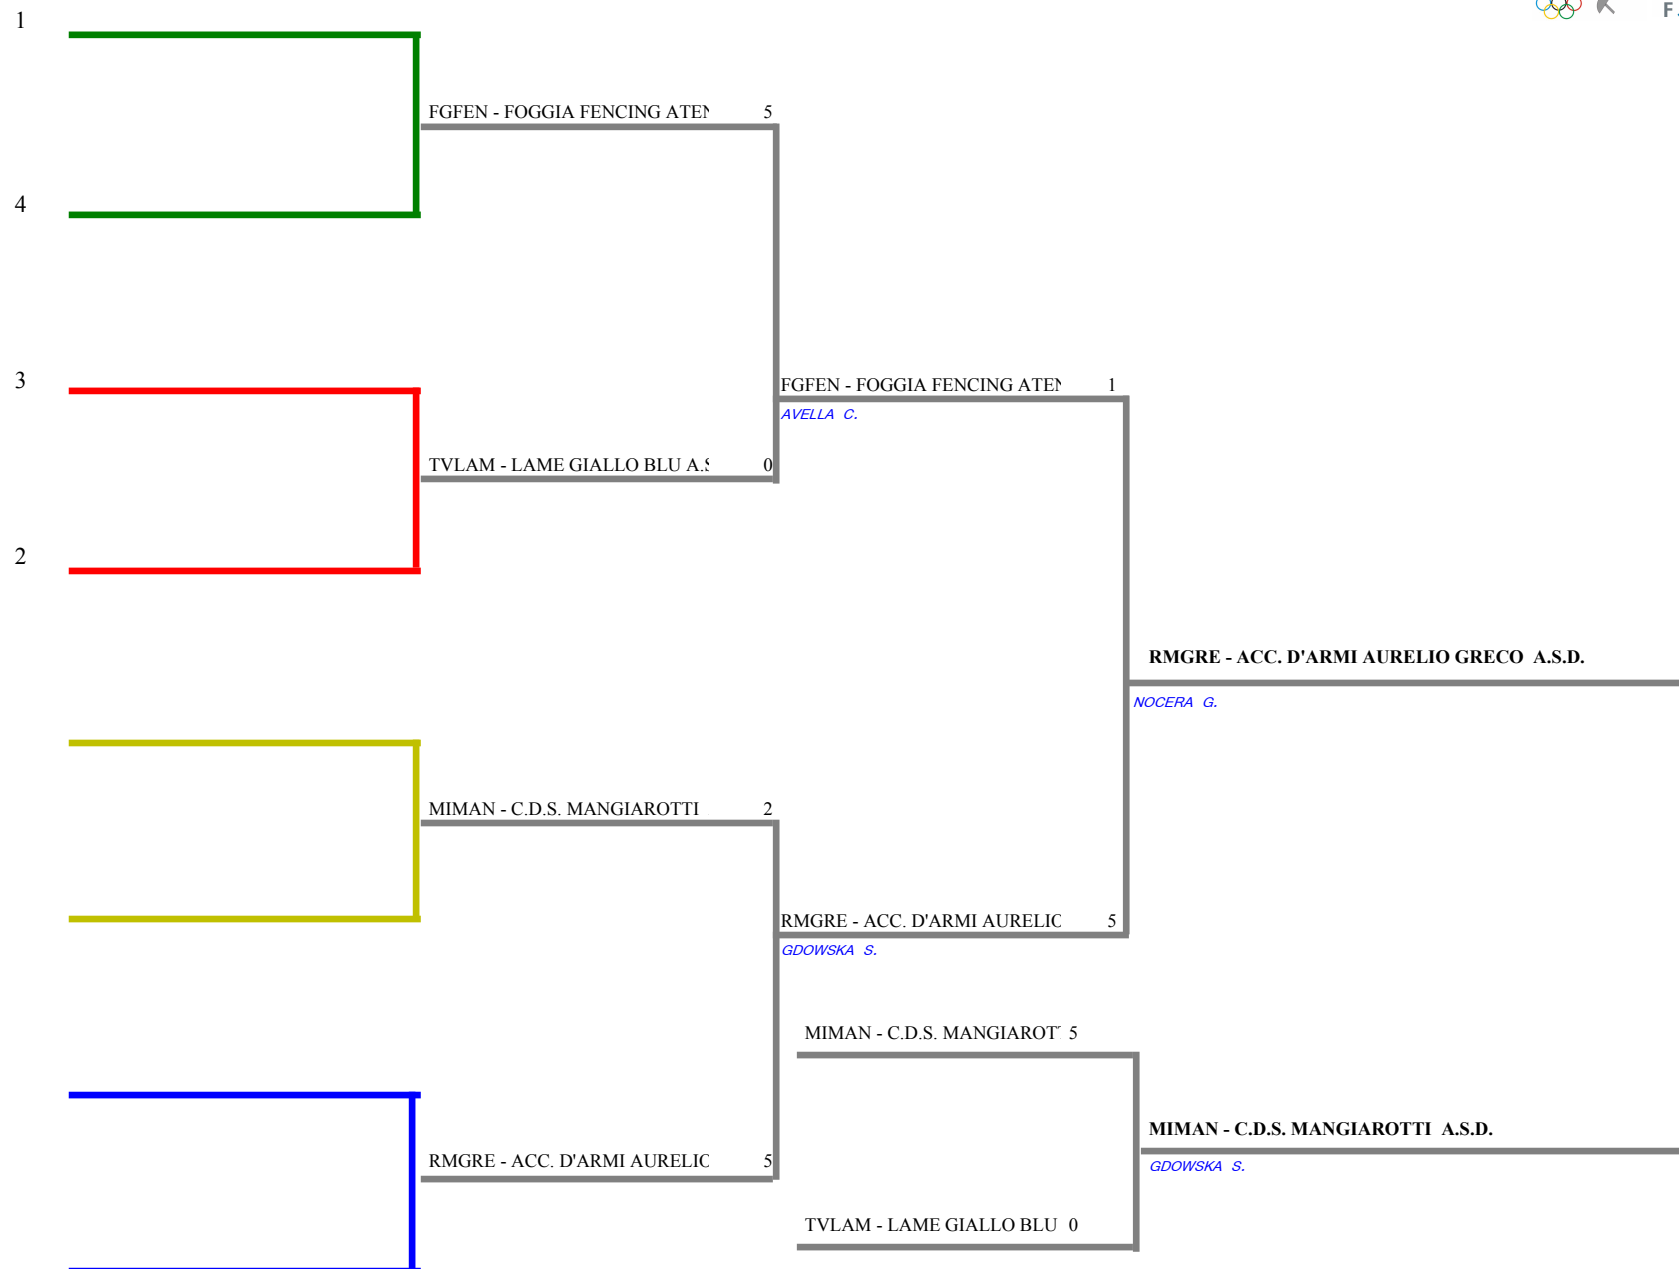 1
F
FGFEN - FOGGIA FENCING ATEN 5
4
3
FGFEN - FOGGIA FENCING ATEN 1
AVELLA C.
TVLAM - LAME GIALLO BLU A.S 0
2
RMGRE - ACC. D'ARMI AURELIO GRECO A.S.D.
NOCERA G.
MIMAN - C.D.S. MANGIAROTTI 2
RMGRE - ACC. D'ARMI AURELIO 5
GDOWSKA S.
MIMAN - C.D.S. MANGIAROT 5
MIMAN - C.D.S. MANGIAROTTI A.S.D.
RMGRE - ACC. D'ARMI AURELIO 5
GDOWSKA S.
TVLAM - LAME GIALLO BLU 0